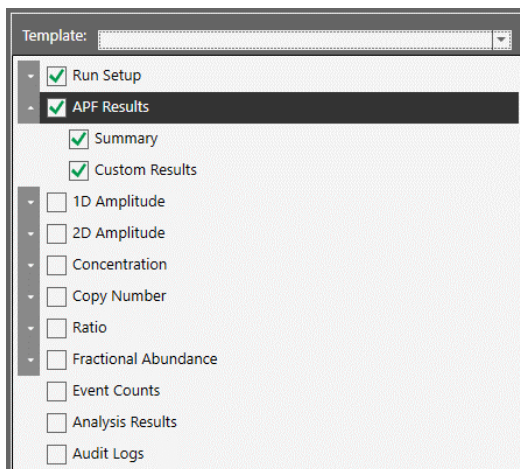 Template:
Run Setup
APF Results
Summary
Custom Results
1D Amplitude
2D Amplitude
Concentration
Copy Number
Ratio
Fractional Abundance
Event Counts
Analysis Results
Audit Logs